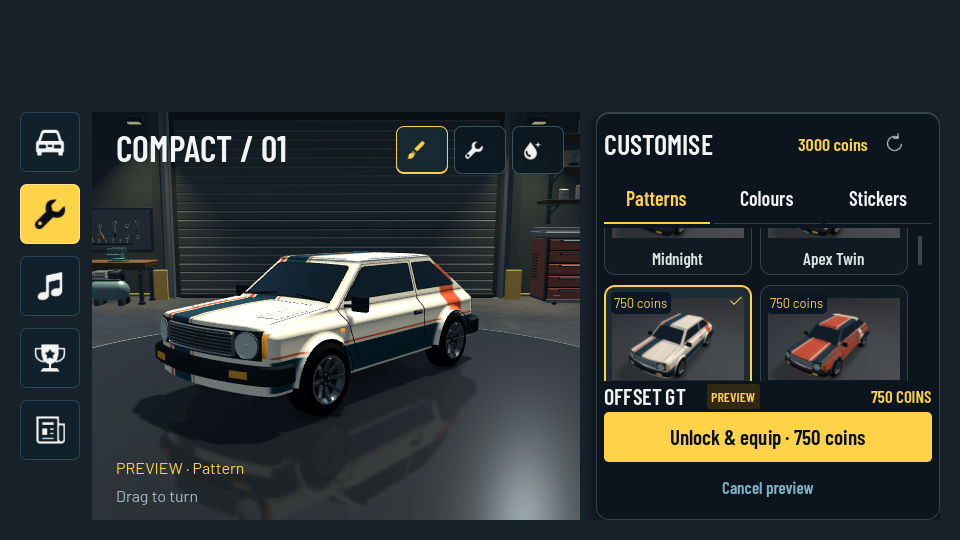 COMPACT / 01
CUSTOMISE
3000 coins
Patterns
Colours
Stickers
Midnight
Apex Twin
750 coins
750 coins
OFFSET GT
PREVIEW
750 COINS
Unlock & equip · 750 coins
Cancel preview
PREVIEW · Pattern
Drag to turn